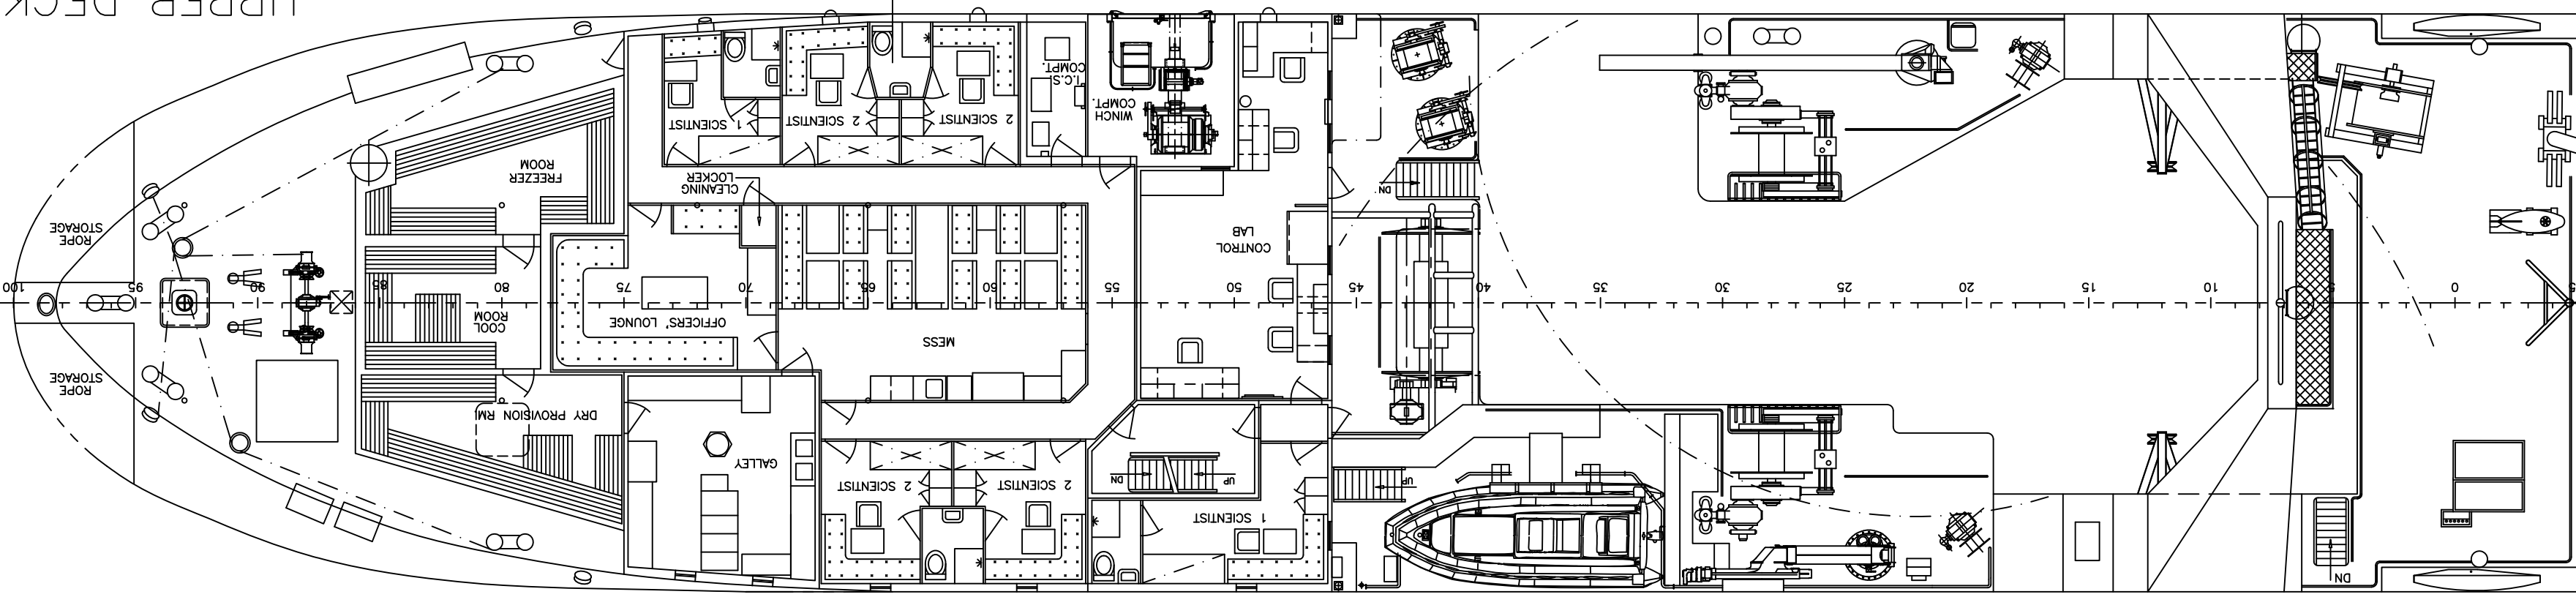 DN
1 SCIENTIST
UP
UP
DN
2 SCIENTIST
2 SCIENTIST
GALLEY
DRY PROVISION RM
ROPE
STORAGE
MESS
OFFICERS' LOUNGE
COOL
ROOM
5 0 5 10 15 20 25 30 35 40 45 50 55 60 65 70 75 80 85 90 95 100
CONTROL
LAB
ROPE
STORAGE
DN
CLEANING
LOCKER
FREEZER
ROOM
2 SCIENTIST
2 SCIENTIST
1 SCIENTIST
WINCH
COMPT.
I.C.S
COMPT.
UPPER DECK